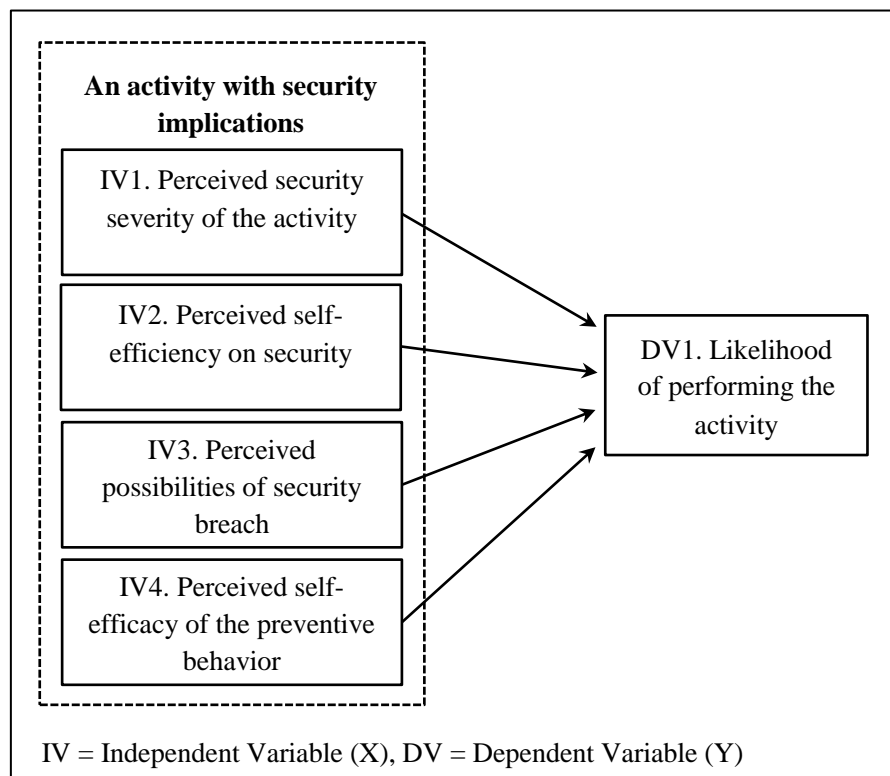 An activity with security
implications
IV1. Perceived security
severity of the activity
IV2. Perceived self-
efficiency on security
IV3. Perceived
possibilities of security
breach
IV4. Perceived self-
efficacy of the preventive
behavior
DV1. Likelihood
of performing the
activity
IV = Independent Variable (X), DV = Dependent Variable (Y)